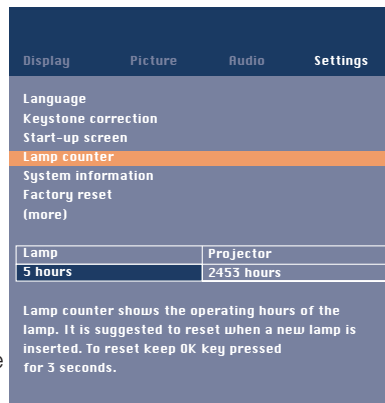 Display Picture Audio Settings
Language
Keystone correction
Start-up screen
Lamp counter
System information
Factory reset
(more)
Lamp Projector
5 hours 2453 hours
Lamp counter shows the operating hours of the
lamp. It is suggested to reset when a new lamp is
inserted. To reset keep OK key pressed
for 3 seconds.